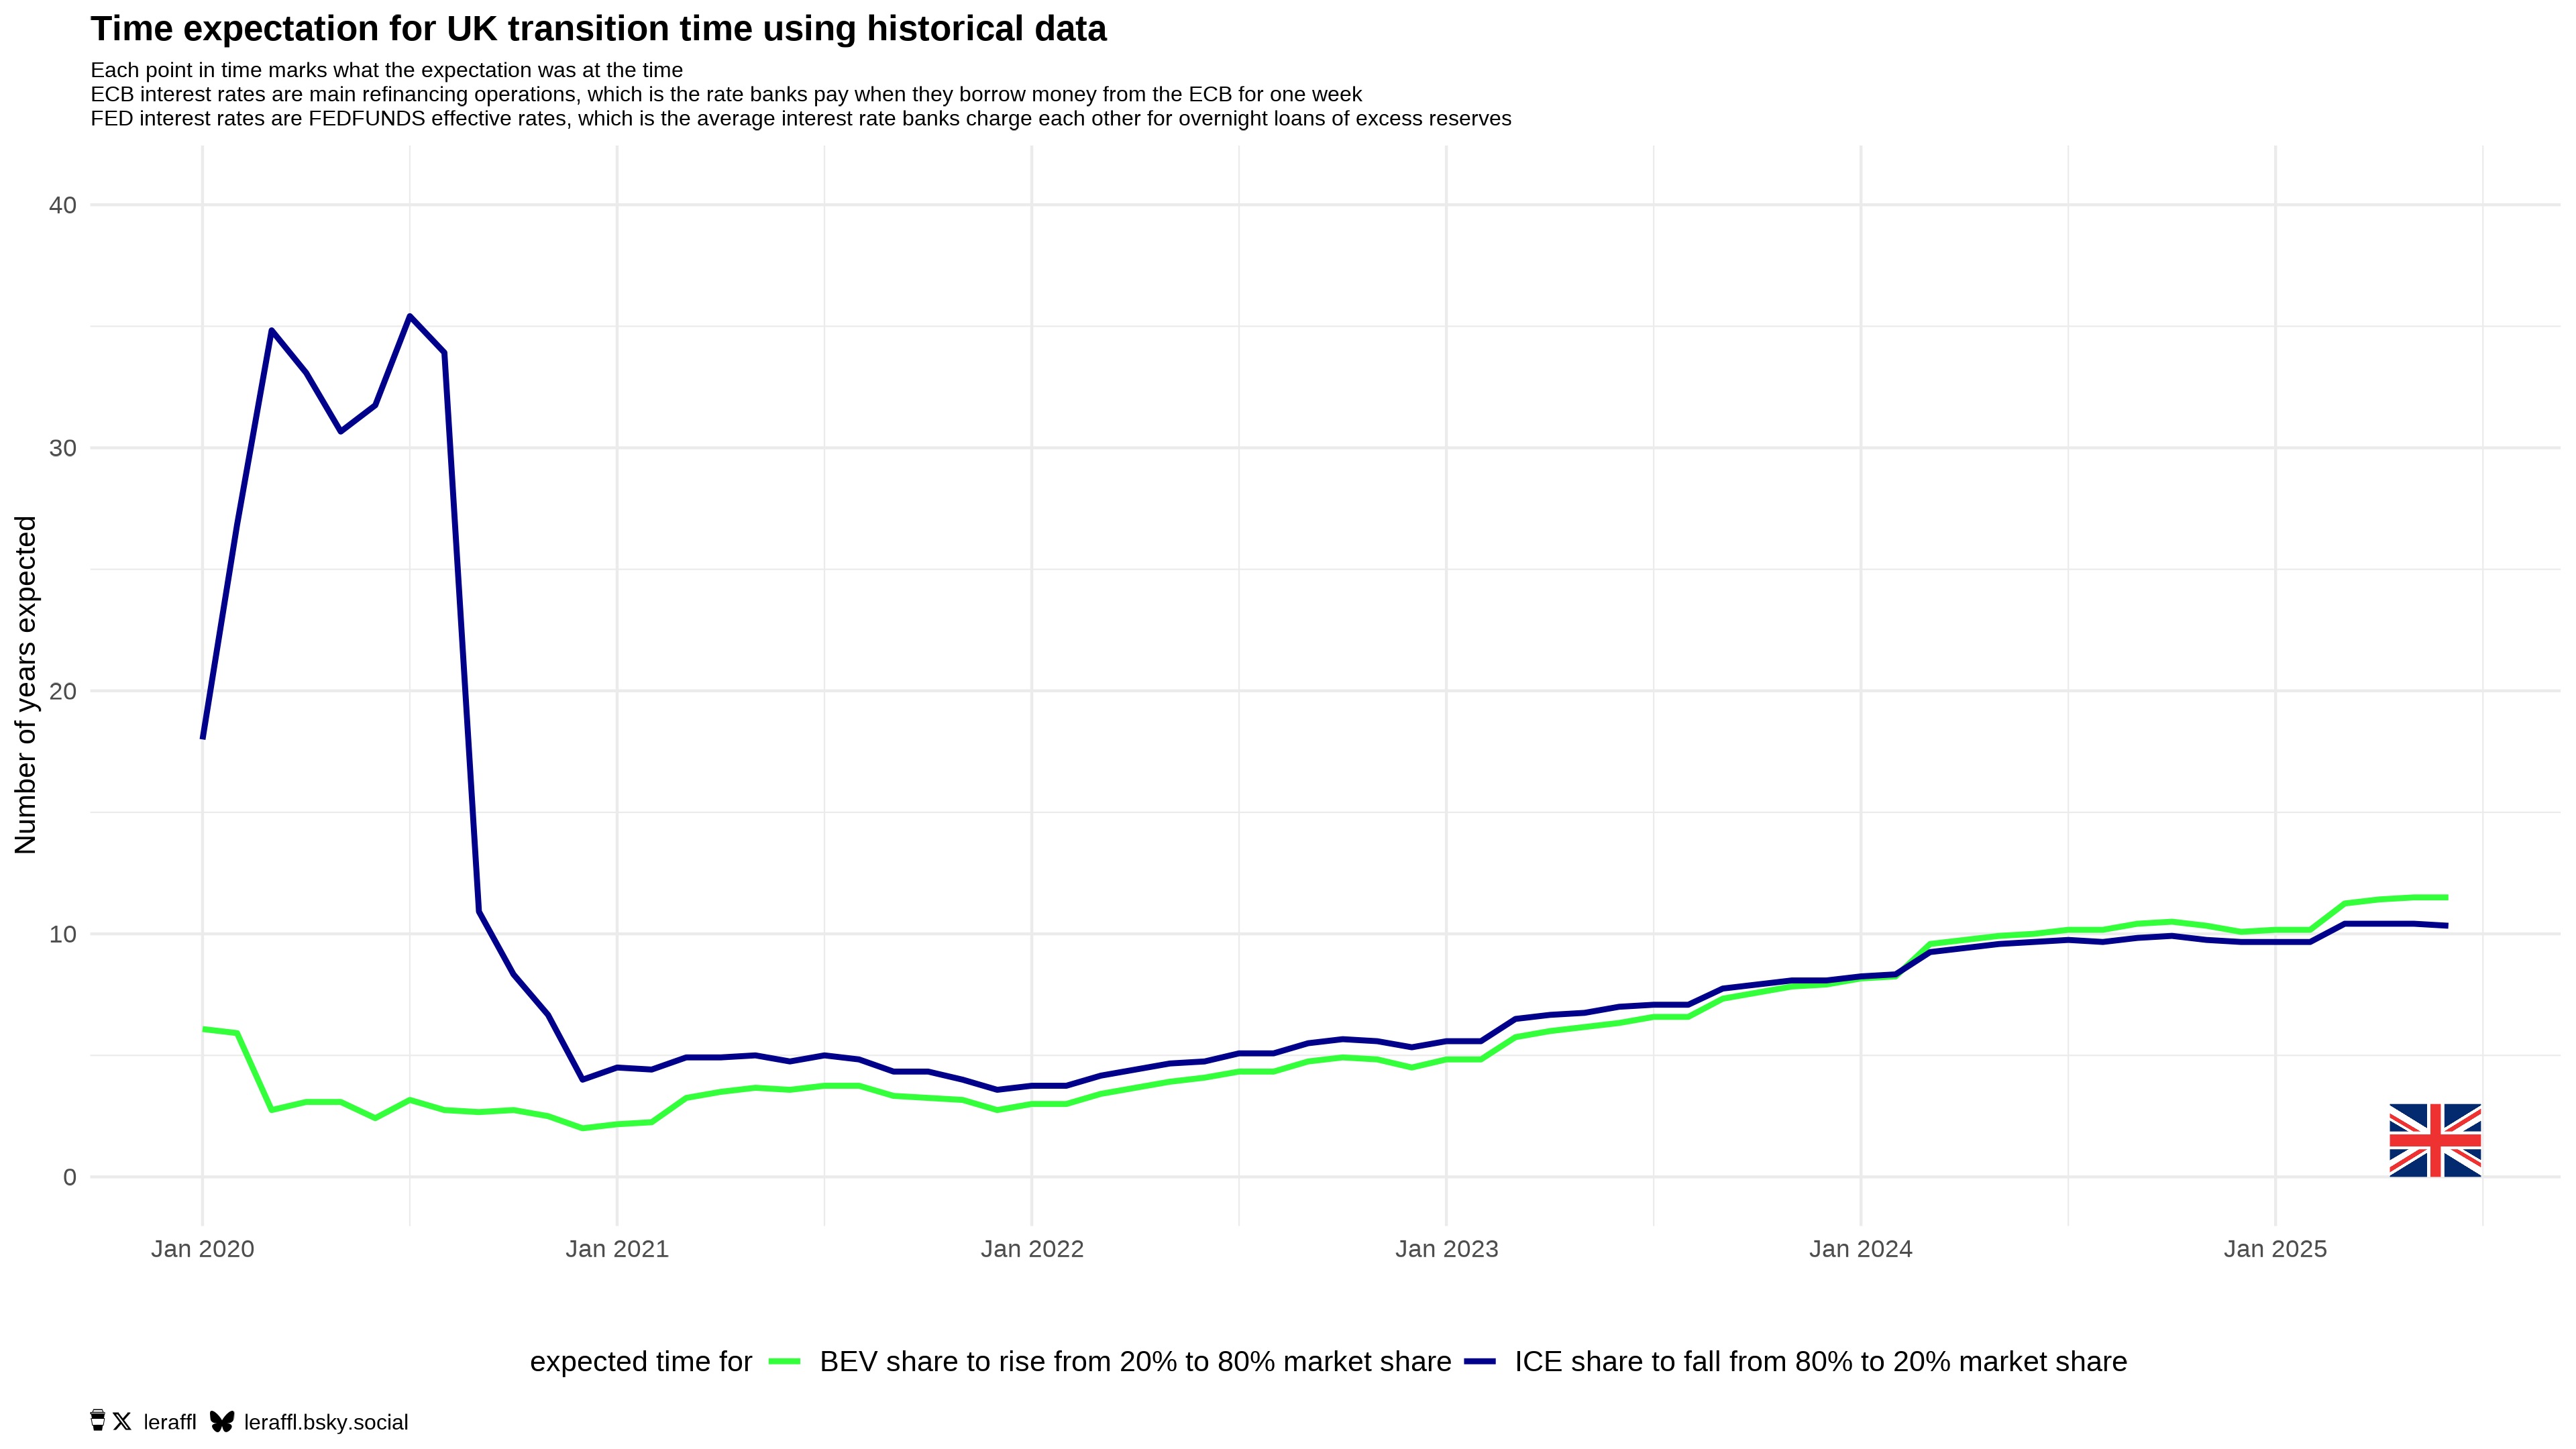 Time expectation for UK transition time using historical data
Each point in time marks what the expectation was at the time
ECB interest rates are main refinancing operations, which is the rate banks pay when they borrow money from the ECB for one week
FED interest rates are FEDFUNDS effective rates, which is the average interest rate banks charge each other for overnight loans of excess reserves
Number of years expected
40
30
20
10
0
Jan 2020 Jan 2021 Jan 2022 Jan 2023 Jan 2024 Jan 2025
expected time for BEV share to rise from 20% to 80% market share ICE share to fall from 80% to 20% market share
leraffl leraffl.bsky.social